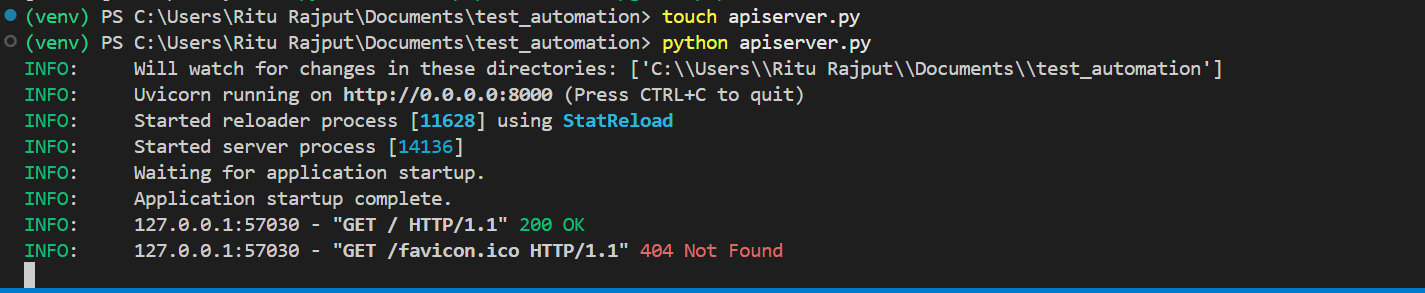 (venv) PS C:\Users\Ritu Rajput\Documents\test_automation> touch apiserver.py
(venv) PS C:\Users\Ritu Rajput\Documents\test_automation> python apiserver.py
INFO:     Will watch for changes in these directories: ['C:\\Users\\Ritu Rajput\\Documents\\test_automation']
INFO:     Uvicorn running on http://0.0.0.0:8000 (Press CTRL+C to quit)
INFO:     Started reloader process [11628] using StatReload
INFO:     Started server process [14136]
INFO:     Waiting for application startup.
INFO:     Application startup complete.
INFO:     127.0.0.1:57030 - "GET / HTTP/1.1" 200 OK
INFO:     127.0.0.1:57030 - "GET /favicon.ico HTTP/1.1" 404 Not Found